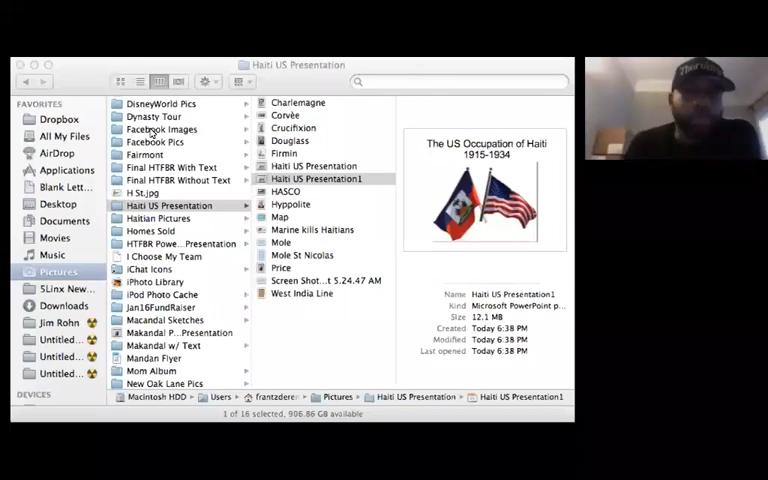 Haiti US Presentation
FAVORITES
Dropbox
All My Files
AirDrop
Applications
Blank Lett...
Desktop
Documents
Movies
Music
Pictures
5Linx New...
Downloads
Jim Rohn
Untitled...
Untitled...
Untitled...
DEVICES
DisneyWorld Pics
Dynasty Tour
Facebook Images
Facebook Pics
Fairmont
Final HTFBR With Text
Final HTFBR Without Text
H St.jpg
Haiti US Presentation
Haitian Pictures
Homes Sold
HTFBR Powe...Presentation
I Choose My Team
iChat Icons
iPhoto Library
iPod Photo Cache
Jan16FundRaiser
Macandal Sketches
Makandal P...Presentation
Makandal w/ Text
Mandan Flyer
Mom Album
New Oak Lane Pics
Charlemagne
Corvèe
Crucifixion
Douglass
Firmin
Haiti US Presentation
Haiti US Presentation1
HASCO
Hyppolite
Map
Marine kills Haitians
Mole
Mole St Nicolas
Price
Screen Shot...t 5.24.47 AM
West India Line
The US Occupation of Haiti
1915-1934
Name Haiti US Presentation1
Kind Microsoft PowerPoint p...
Size 12.1 MB
Created Today 6:38 PM
Modified Today 6:38 PM
Last opened Today 6:38 PM
Macintosh HDD Users frantzderen Pictures Haiti US Presentation Haiti US Presentation1
1 of 16 selected, 906.86 GB available